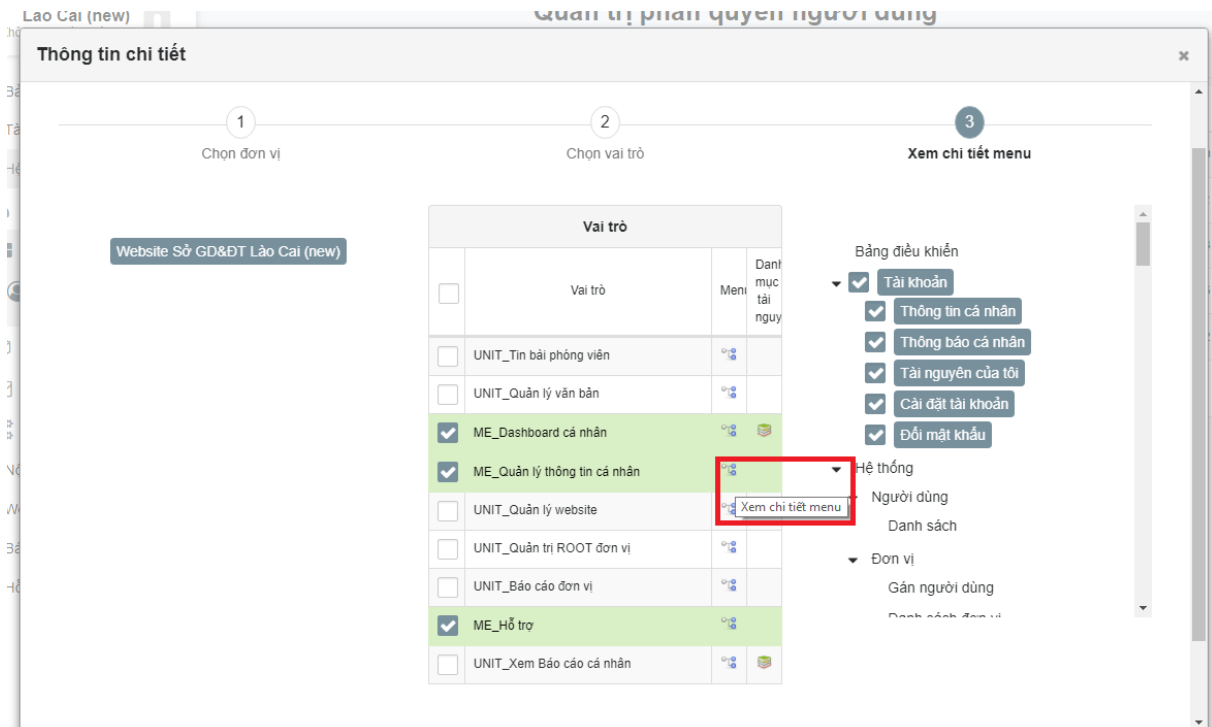 Lào Cai (new)
Quản trị phân quyền người dùng
Thông tin chi tiết
×
1
2
3
Chọn đơn vị
Chọn vai trò
Xem chi tiết menu
Website Sở GD&ĐT Lào Cai (new)
Vai trò
Vai trò
Menu
Danh
mục
tài
nguy
UNIT_Tin bài phóng viên
UNIT_Quản lý văn bản
ME_Dashboard cá nhân
ME_Quản lý thông tin cá nhân
UNIT_Quản lý website
UNIT_Quản trị ROOT đơn vị
UNIT_Báo cáo đơn vị
ME_Hỗ trợ
UNIT_Xem Báo cáo cá nhân
Xem chi tiết menu
Bảng điều khiển
Tài khoản
Thông tin cá nhân
Thông báo cá nhân
Tài nguyên của tôi
Cài đặt tài khoản
Đổi mật khẩu
Hệ thống
Người dùng
Danh sách
Đơn vị
Gán người dùng
Danh sách đơn vị